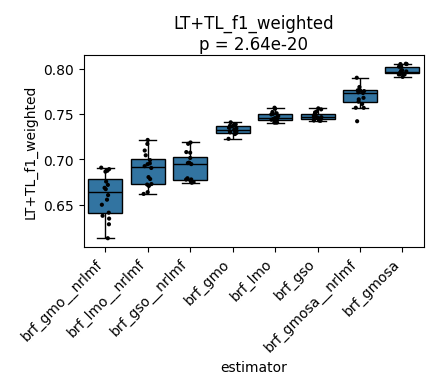 LT+TL_f1_weighted
p = 2.64e-20
LT+TL_f1_weighted
0.80
0.75
0.70
0.65
brf_gmo__nrlmf
brf_lmo__nrlmf
brf_gso__nrlmf
brf_gmo
brf_lmo
brf_gso
brf_gmosa__nrlmf
brf_gmosa
estimator